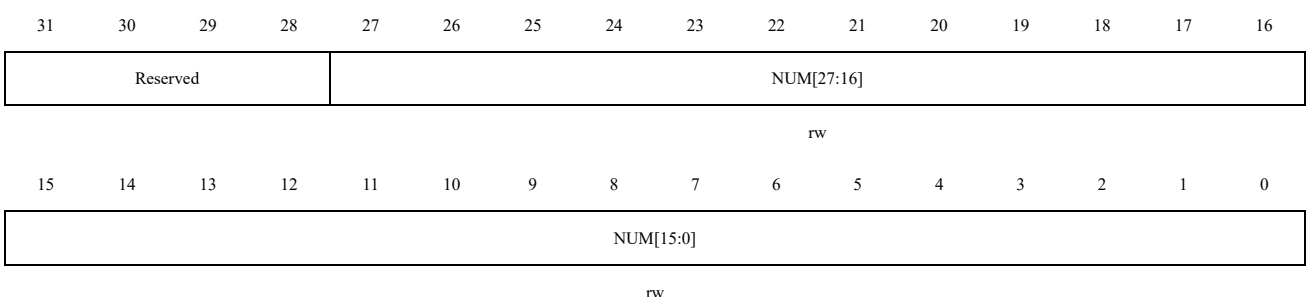 31 30 29 28 27 26 25 24 23 22 21 20 19 18 17 16
Reserved NUM[27:16]
rw
15 14 13 12 11 10 9 8 7 6 5 4 3 2 1 0
NUM[15:0]
rw